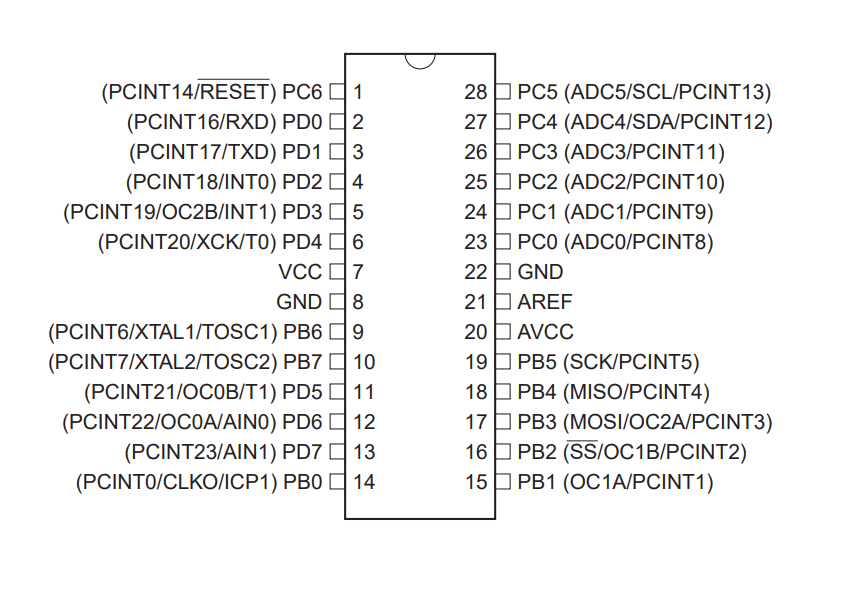 (PCINT14/RESET) PC6 1 28 PC5 (ADC5/SCL/PCINT13)
(PCINT16/RXD) PD0 2 27 PC4 (ADC4/SDA/PCINT12)
(PCINT17/TXD) PD1 3 26 PC3 (ADC3/PCINT11)
(PCINT18/INT0) PD2 4 25 PC2 (ADC2/PCINT10)
(PCINT19/OC2B/INT1) PD3 5 24 PC1 (ADC1/PCINT9)
(PCINT20/XCK/T0) PD4 6 23 PC0 (ADC0/PCINT8)
VCC 7 22 GND
GND 8 21 AREF
(PCINT6/XTAL1/TOSC1) PB6 9 20 AVCC
(PCINT7/XTAL2/TOSC2) PB7 10 19 PB5 (SCK/PCINT5)
(PCINT21/OC0B/T1) PD5 11 18 PB4 (MISO/PCINT4)
(PCINT22/OC0A/AIN0) PD6 12 17 PB3 (MOSI/OC2A/PCINT3)
(PCINT23/AIN1) PD7 13 16 PB2 (SS/OC1B/PCINT2)
(PCINT0/CLKO/ICP1) PB0 14 15 PB1 (OC1A/PCINT1)